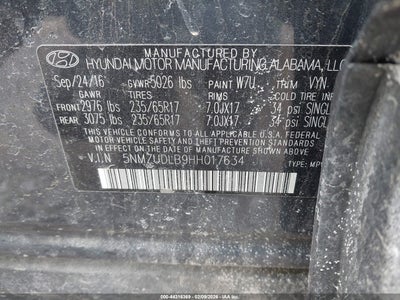 MANUFACTURED BY
HYUNDAI MOTOR MANUFACTURING ALABAMA, LLC
Sep/24/16 GVWR 5026 lbs PAINT W7U TRIM VYN
GAWR TIRES RIMS COLD TIRE INF
FRONT 2976 lbs 235/65R17 7.0JX17 34 psi SINGL
REAR 3075 lbs 235/65R17 7.0JX17 34 psi SINGL
THIS VEHICLE CONFORMS TO ALL APPLICABLE U.S.A. FEDERAL
MOTOR VEHICLE SAFETY AND THEFT PREVENTION STANDARDS
IN EFFECT ON THE DATE OF MANUFACTURE SHOWN ABOVE
V.I.N 5NMZUDLB9HH017634 TYPE: MP
000-44318369 - 02/09/2026 - IAA Inc.